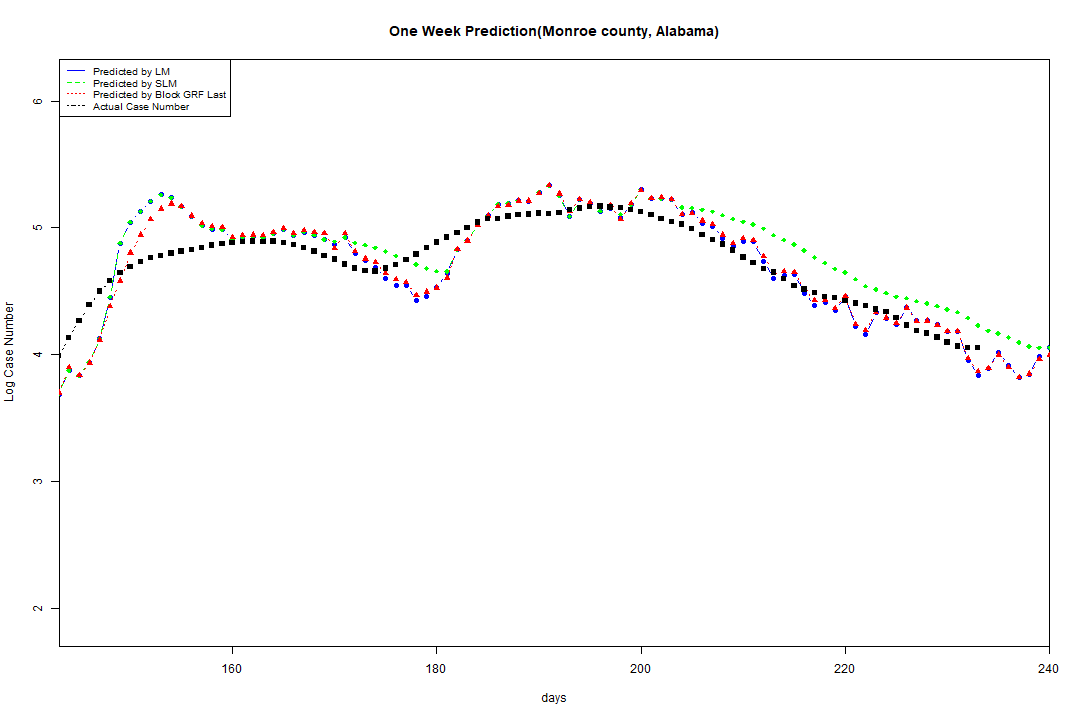 One Week Prediction(Monroe county, Alabama)
Predicted by LM
Predicted by SLM
Predicted by Block GRF Last
Actual Case Number
6
5
4
3
2
Log Case Number
160
180
200
220
240
days